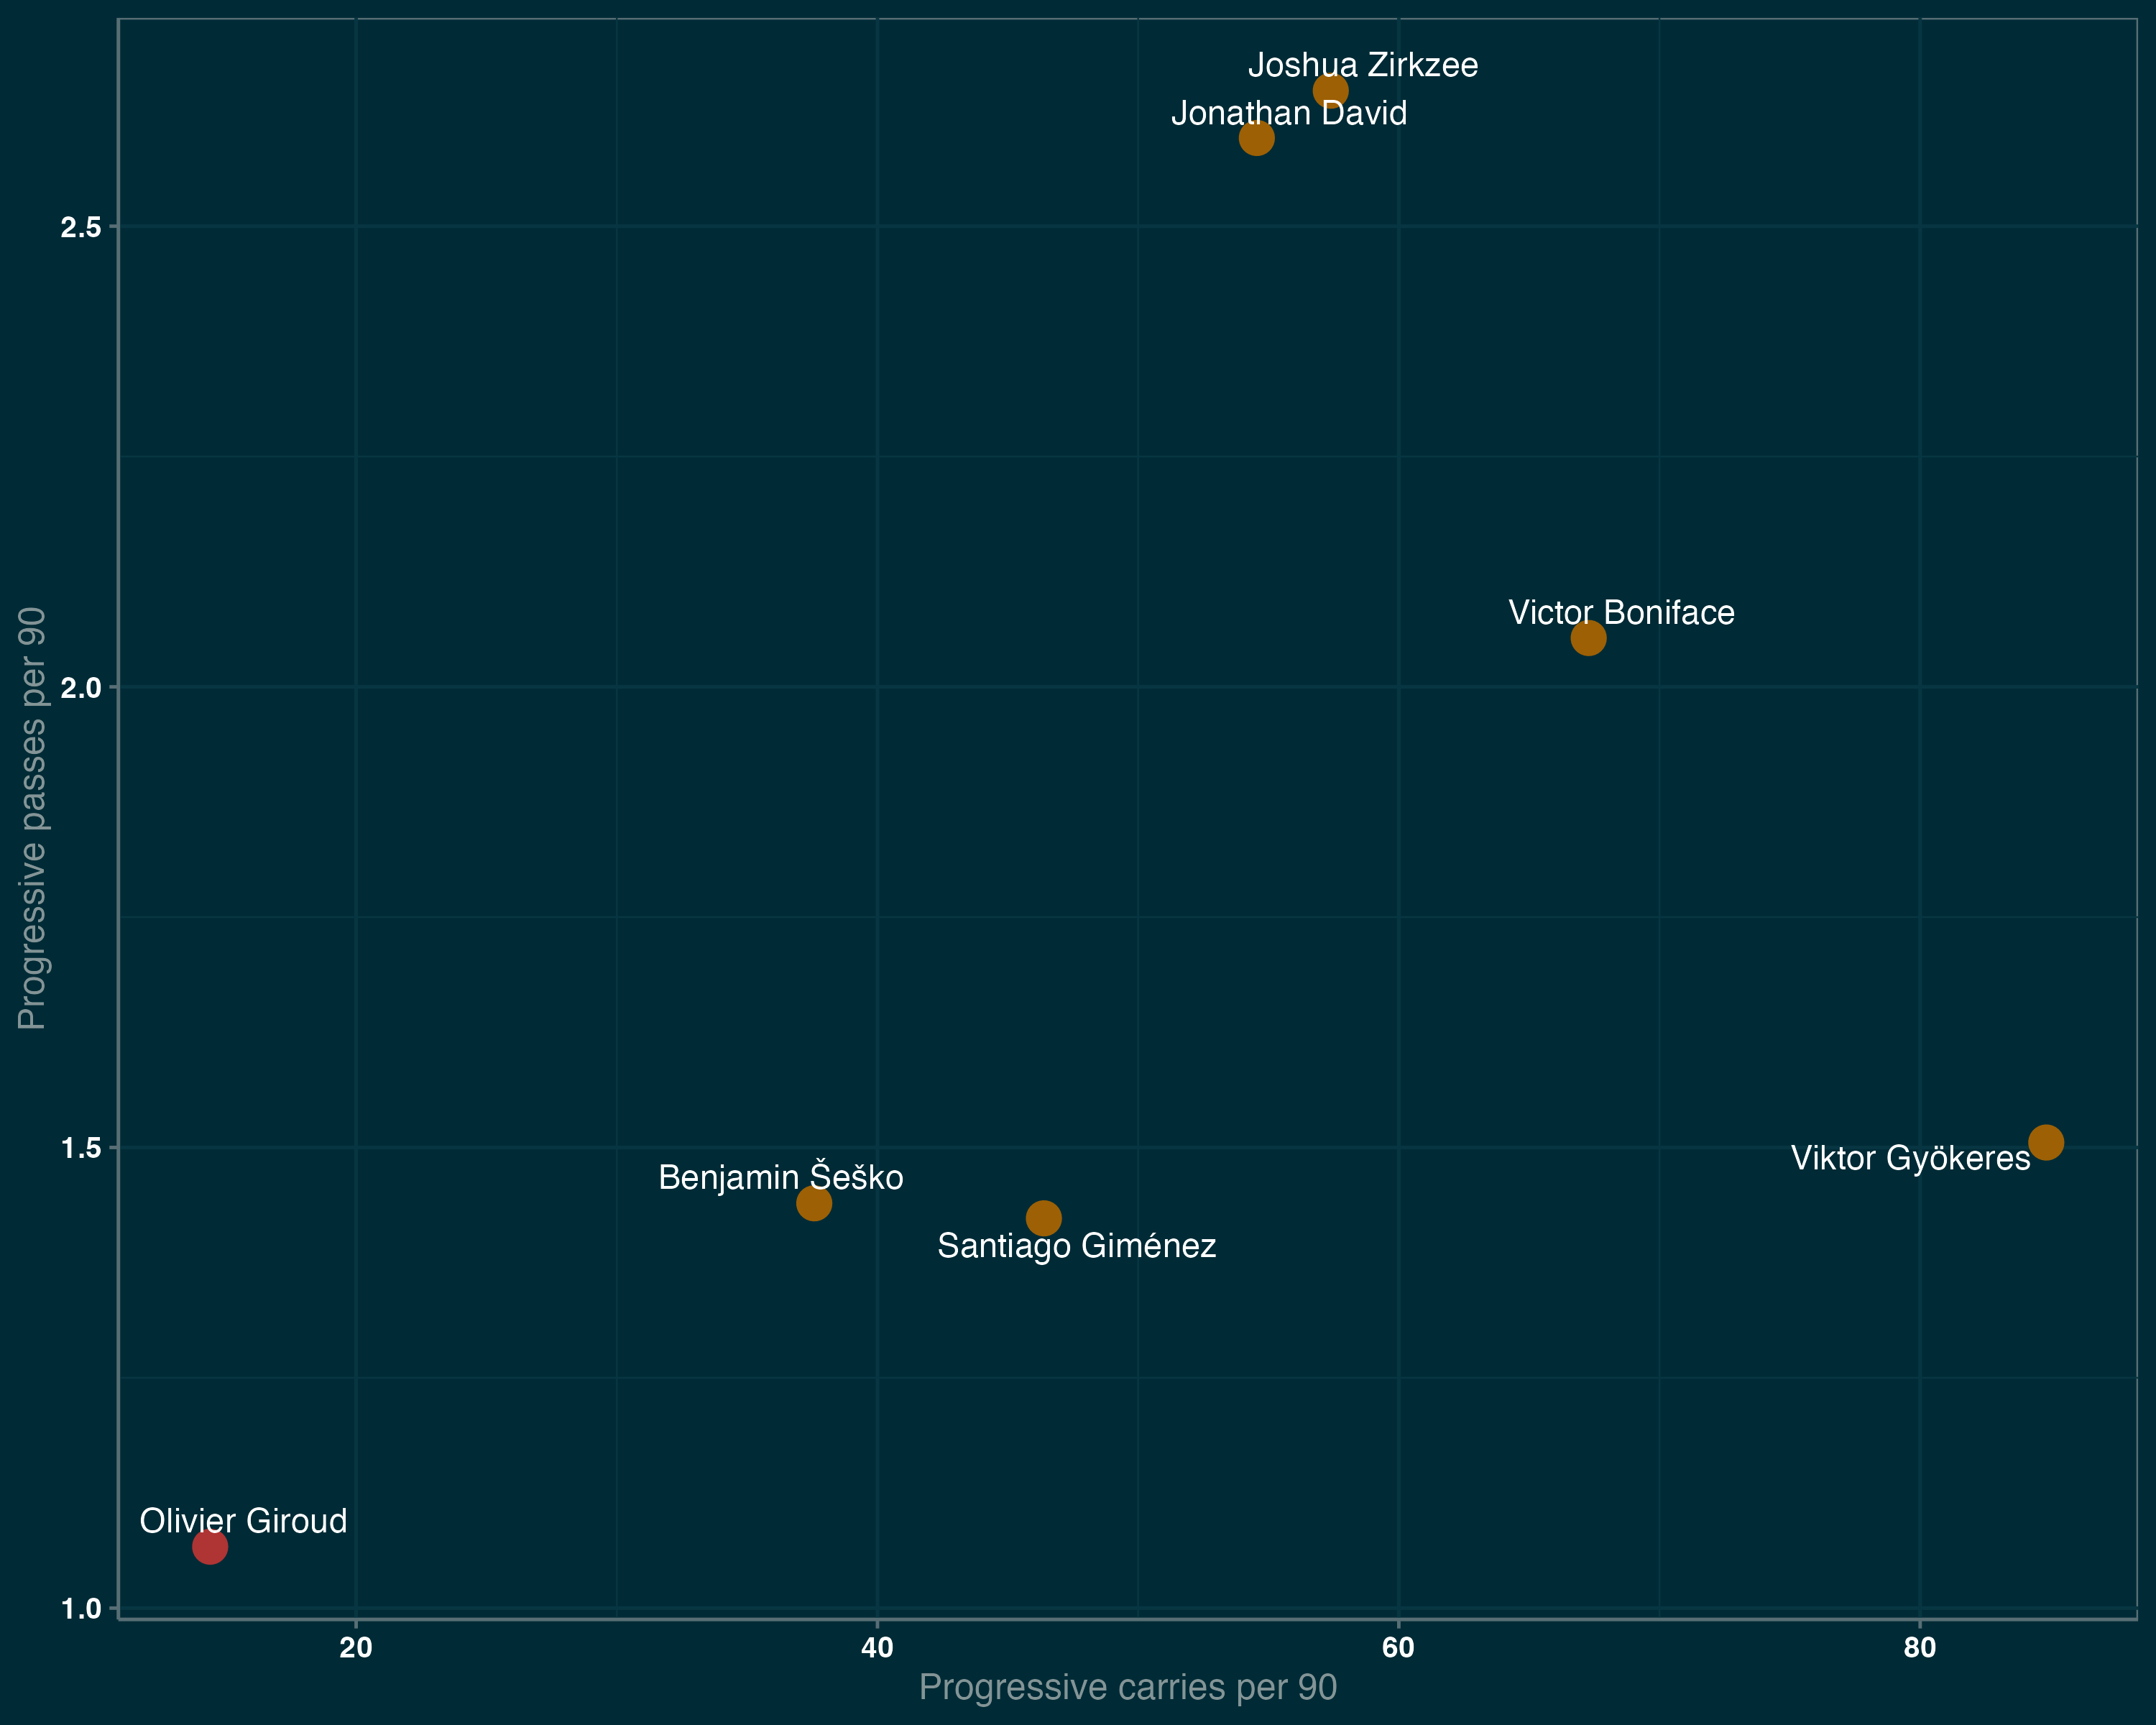 Joshua Zirkzee
Jonathan David
2.5
Victor Boniface
2.0
Progressive passes per 90
1.5
Viktor Gyökeres
Benjamin Šeško
Santiago Giménez
Olivier Giroud
1.0
20
40
60
80
Progressive carries per 90